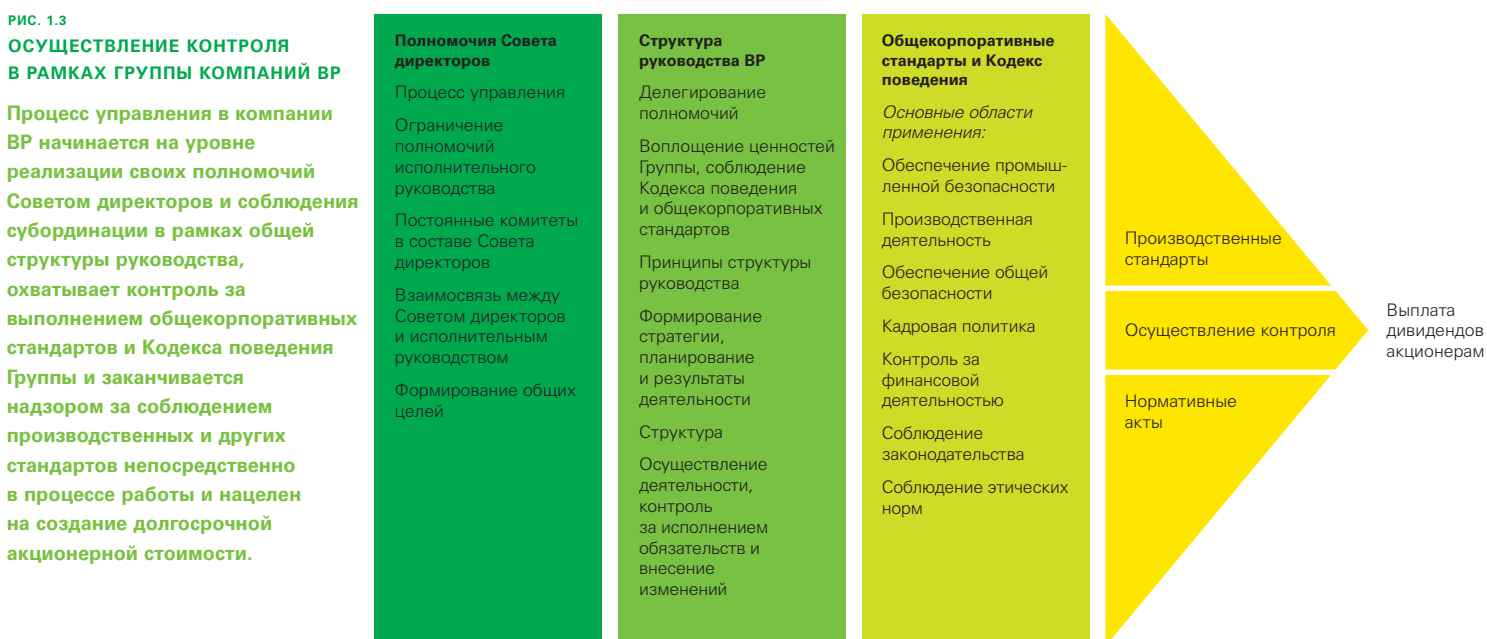 РИС. 1.3
ОСУЩЕСТВЛЕНИЕ КОНТРОЛЯ
В РАМКАХ ГРУППЫ КОМПАНИЙ ВР
Процесс управления в компании
ВР начинается на уровне
реализации своих полномочий
Советом директоров и соблюдения
субординации в рамках общей
структуры руководства,
охватывает контроль за
выполнением общекорпоративных
стандартов и Кодекса поведения
Группы и заканчивается
надзором за соблюдением
производственных и других
стандартов непосредственно
в процессе работы и нацелен
на создание долгосрочной
акционерной стоимости.
Полномочия Совета
директоров
Процесс управления
Ограничение
полномочий
исполнительного
руководства
Постоянные комитеты
в составе Совета
директоров
Взаимосвязь между
Советом директоров
и исполнительным
руководством
Формирование общих
целей
Структура
руководства ВР
Делегирование
полномочий
Воплощение ценностей
Группы, соблюдение
Кодекса поведения
и общекорпоративных
стандартов
Принципы структуры
руководства
Формирование
стратегии,
планирование
и результаты
деятельности
Структура
Осуществление
деятельности,
контроль
за исполнением
обязательств и
внесение
изменений
Общекорпоративные
стандарты и Кодекс
поведения
Основные области
применения:
Обеспечение промыш-
ленной безопасности
Производственная
деятельность
Обеспечение общей
безопасности
Кадровая политика
Контроль за
финансовой
деятельностью
Соблюдение
законодательства
Соблюдение этических
норм
Производственные
стандарты
Осуществление контроля
Нормативные
акты
Выплата
дивидендов
акционерам